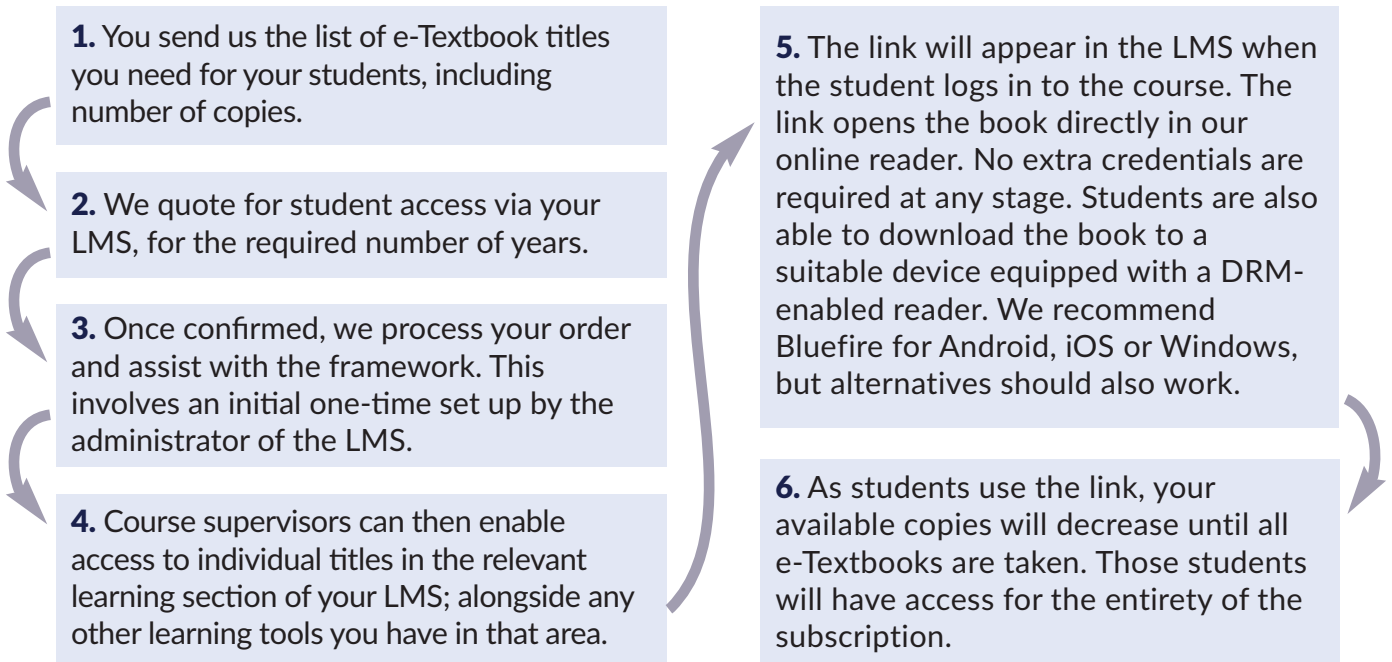 1. You send us the list of e-Textbook titles
you need for your students, including
number of copies.
2. We quote for student access via your
LMS, for the required number of years.
3. Once confirmed, we process your order
and assist with the framework. This
involves an initial one-time set up by the
administrator of the LMS.
4. Course supervisors can then enable
access to individual titles in the relevant
learning section of your LMS; alongside any
other learning tools you have in that area.
5. The link will appear in the LMS when
the student logs in to the course. The
link opens the book directly in our
online reader. No extra credentials are
required at any stage. Students are also
able to download the book to a
suitable device equipped with a DRM-
enabled reader. We recommend
Bluefire for Android, iOS or Windows,
but alternatives should also work.
6. As students use the link, your
available copies will decrease until all
e-Textbooks are taken. Those students
will have access for the entirety of the
subscription.